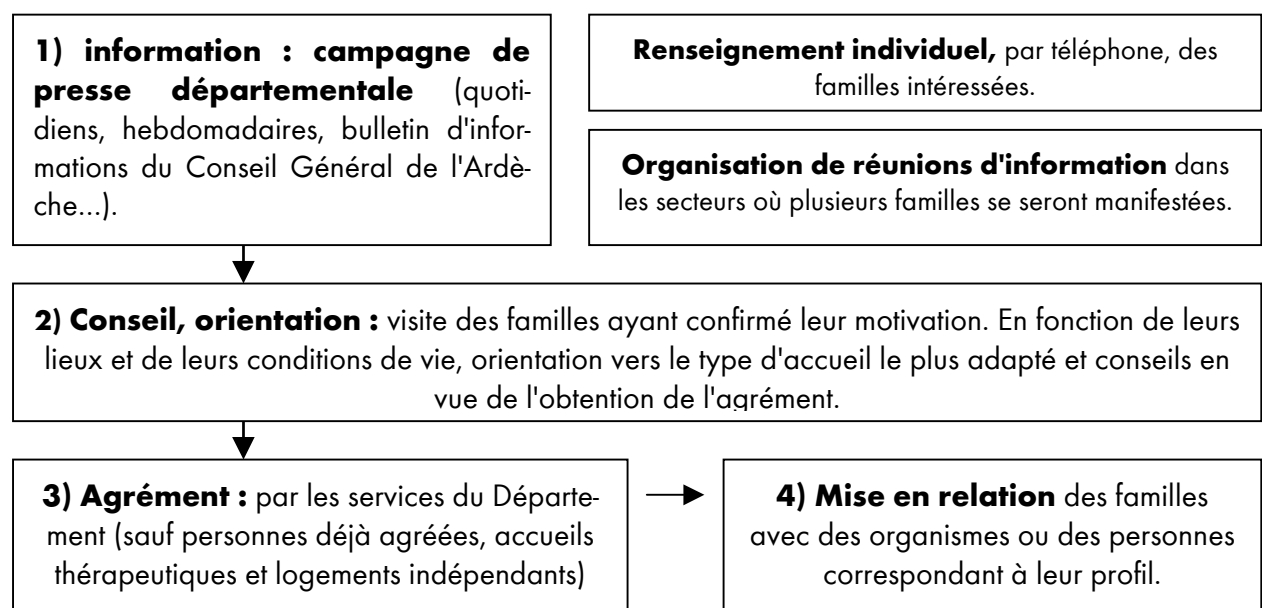 1) information : campagne de
presse départementale (quoti-
diens, hebdomadaires, bulletin d'infor-
mations du Conseil Général de l'Ardè-
che...).
Renseignement individuel, par téléphone, des
familles intéressées.
Organisation de réunions d'information dans
les secteurs où plusieurs familles se seront manifestées.
2) Conseil, orientation : visite des familles ayant confirmé leur motivation. En fonction de leurs
lieux et de leurs conditions de vie, orientation vers le type d'accueil le plus adapté et conseils en
vue de l'obtention de l'agrément.
3) Agrément : par les services du Départe-
ment (sauf personnes déjà agréées, accueils
thérapeutiques et logements indépendants)
4) Mise en relation des familles
avec des organismes ou des personnes
correspondant à leur profil.